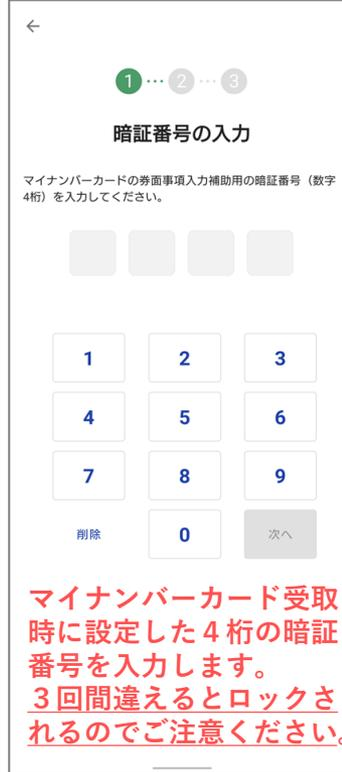 ←
1…2…3
暗証番号の入力
マイナンバーカードの券面事項入力補助用の暗証番号（数字
4桁）を入力してください。
1 2 3
4 5 6
7 8 9
削除 0 次へ
マイナンバーカード受取
時に設定した４桁の暗証
番号を入力します。
３回間違えるとロックさ
れるのでご注意ください。